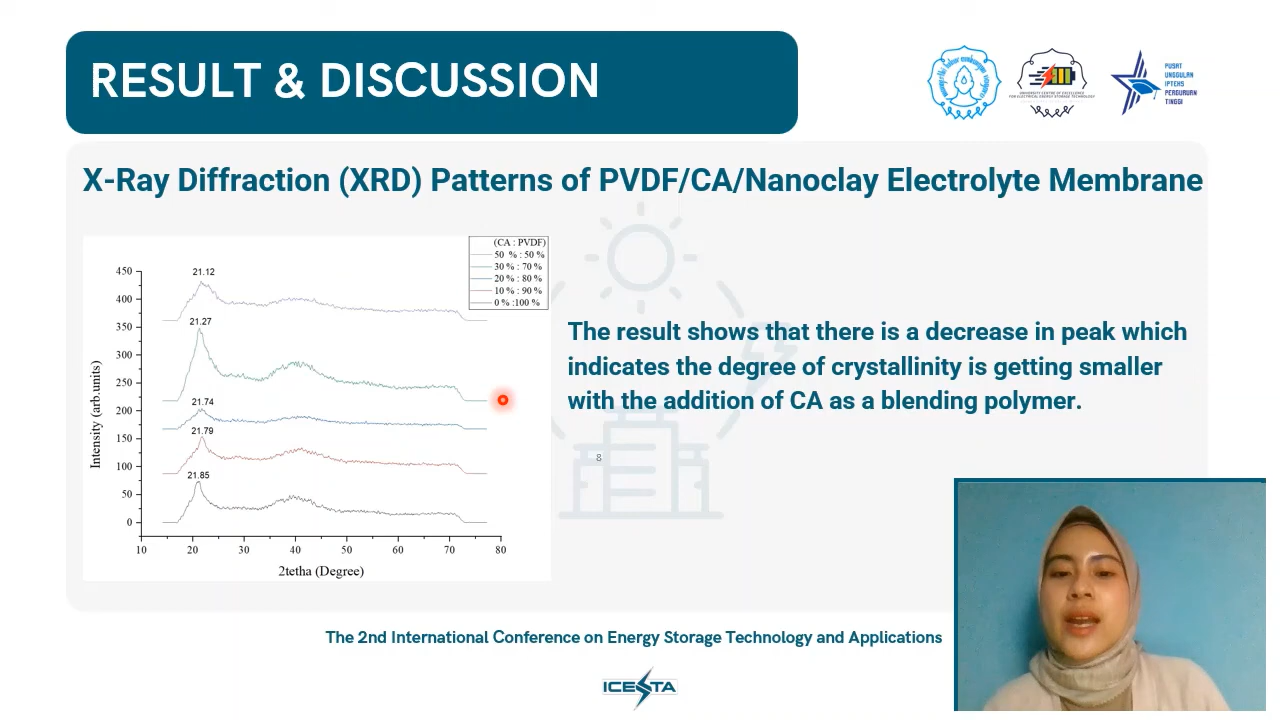 RESULT & DISCUSSION
PUSAT
UNGGULAN
IPTEKS
PERGURUAN
TINGGI
X-Ray Diffraction (XRD) Patterns of PVDF/CA/Nanoclay Electrolyte Membrane
(CA : PVDF)
50 % : 50 %
30 % : 70 %
20 % : 80 %
10 % : 90 %
0 % :100 %
450
400
350
300
250
200
150
100
50
0
Intensity (arb.units)
21.12
21.27
21.74
21.79
21.85
10 20 30 40 50 60 70 80
2tetha (Degree)
The result shows that there is a decrease in peak which
indicates the degree of crystallinity is getting smaller
with the addition of CA as a blending polymer.
8
The 2nd International Conference on Energy Storage Technology and Applications
ICESTA